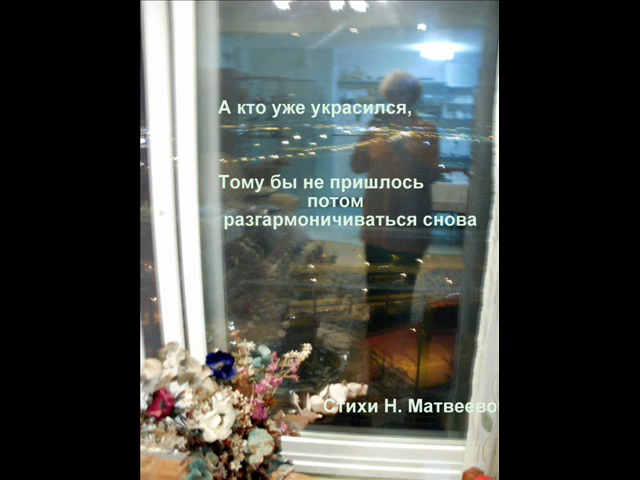 А кто уже украсился,
Тому бы не пришлось
потом
разгармоничиваться снова
Стихи Н. Матвеево